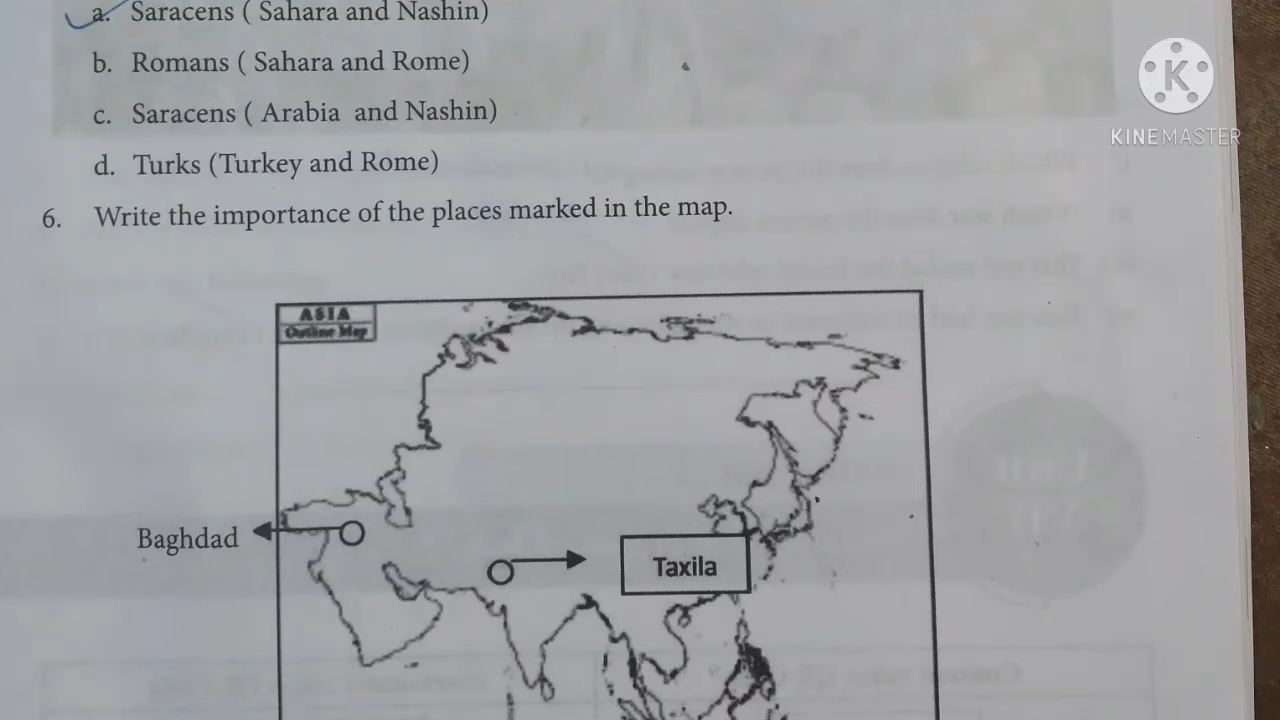 a. Saracens ( Sahara and Nashin)
b. Romans ( Sahara and Rome)
c. Saracens ( Arabia and Nashin)
d. Turks (Turkey and Rome)
6. Write the importance of the places marked in the map.
KINEMASTER
ASIA
Outline Map
Baghdad
Taxila